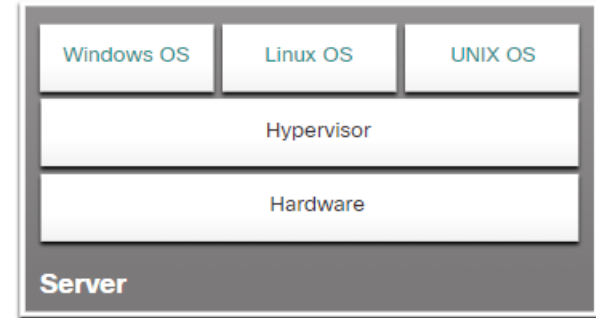 Windows OS Linux OS UNIX OS
Hypervisor
Hardware
Server